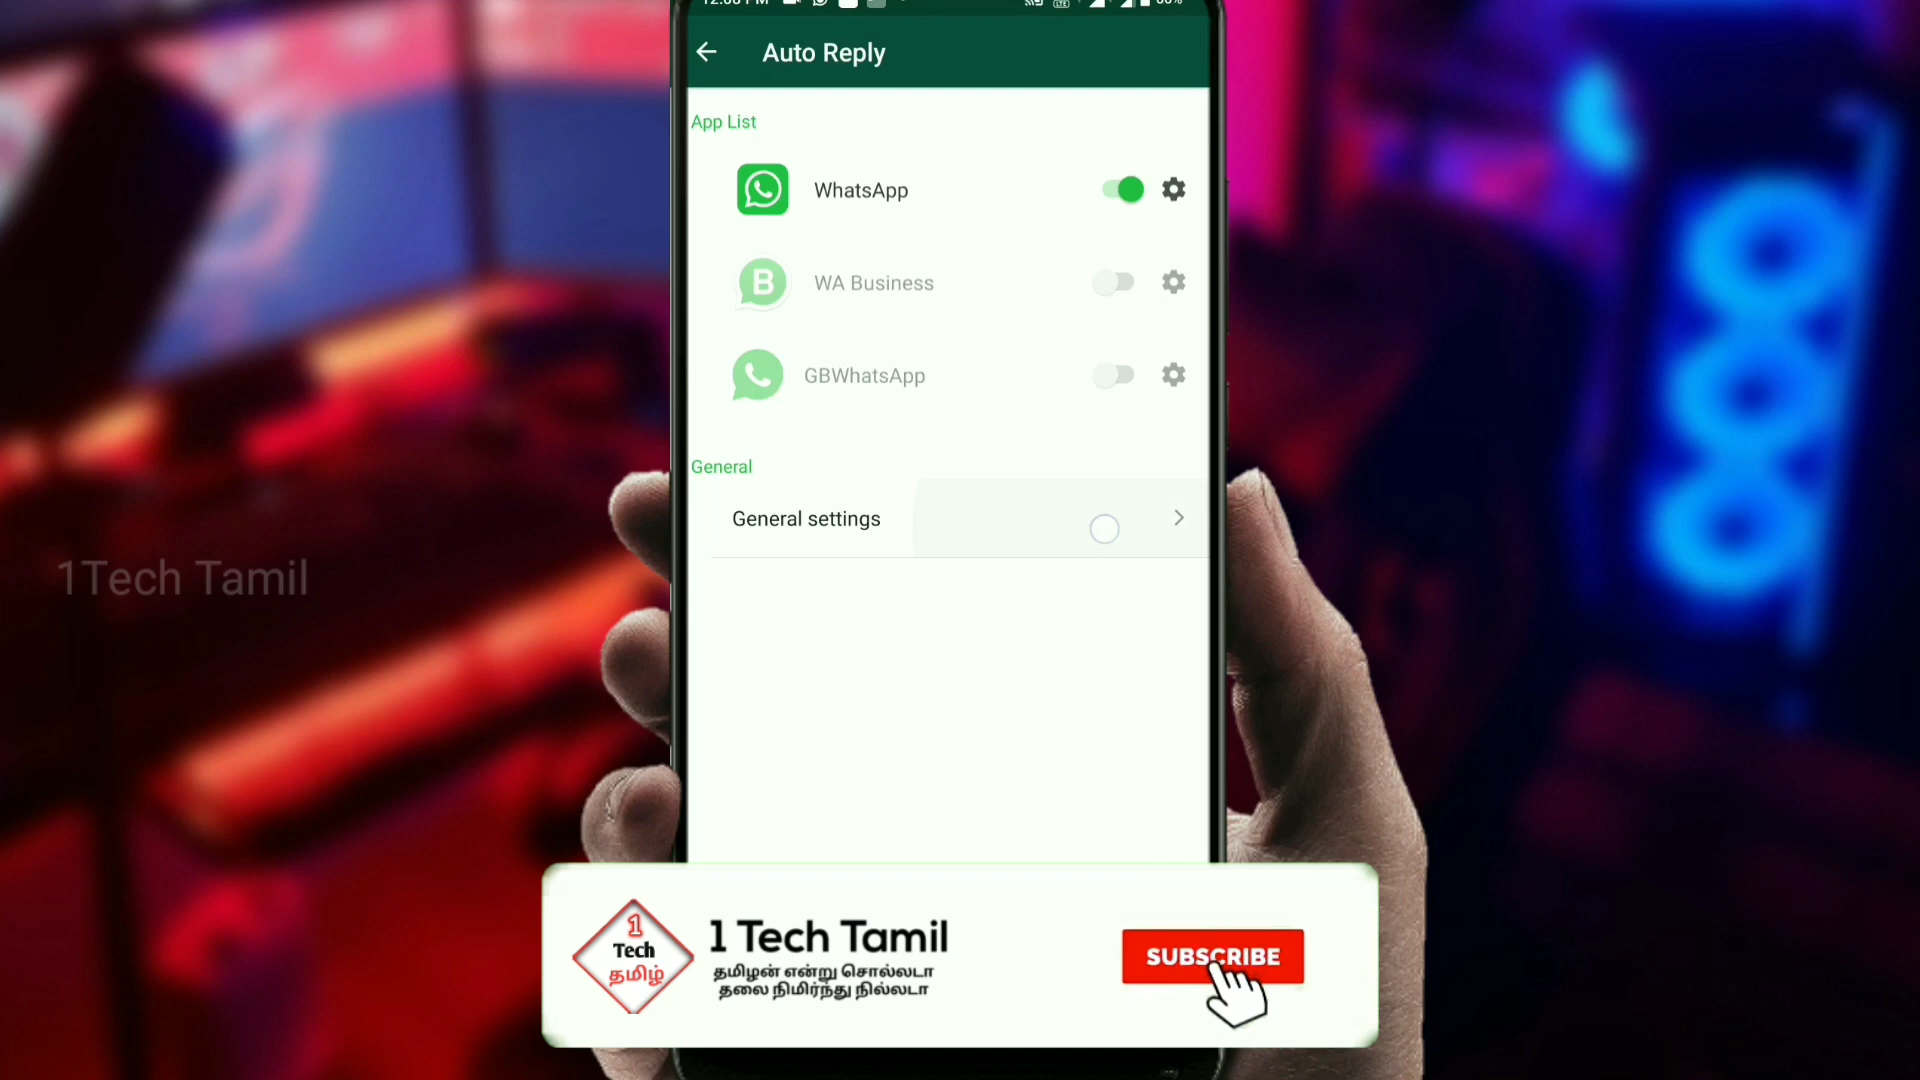 Auto Reply
App List
WhatsApp
WA Business
GBWhatsApp
General
General settings
1Tech Tamil
1
Tech
தமிழ்
1 Tech Tamil
தமிழன் என்று சொல்லடா
தலை நிமிர்ந்து நில்லடா
SUBSCRIBE